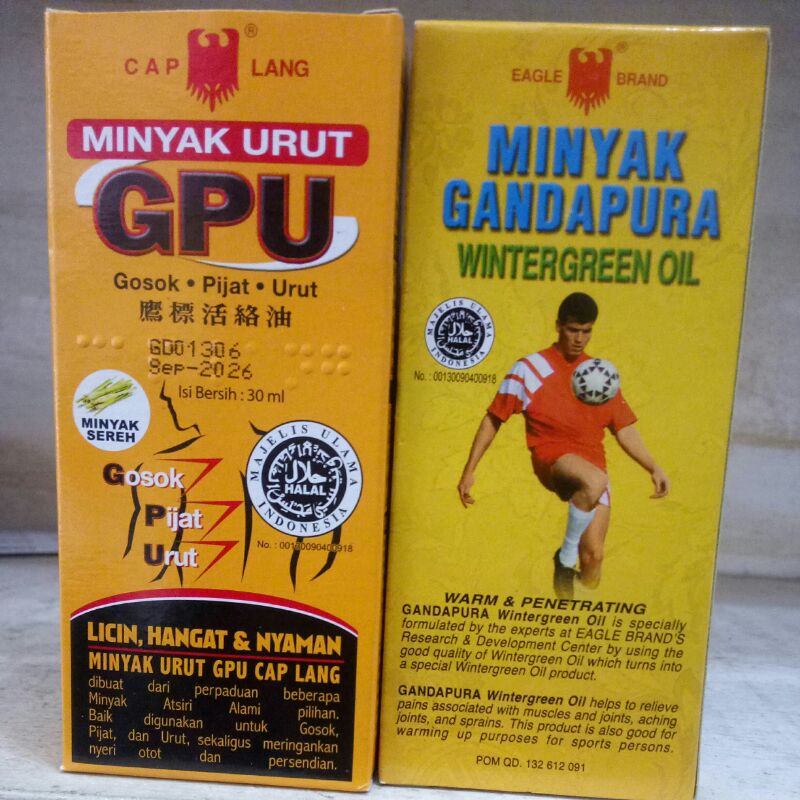 CAP LANG
®
MINYAK URUT
GPU
Gosok • Pijat • Urut
鷹標活絡油
GD01306
Sep-2026
Isi Bersih : 30 ml
MINYAK
SEREH
Gosok
Pijat
Urut
MAJELIS ULAMA
حلال
HALAL
INDONESIA
No. : 00130090400918
LICIN, HANGAT & NYAMAN
MINYAK URUT GPU CAP LANG
dibuat dari perpaduan beberapa
Minyak Atsiri Alami pilihan.
Baik digunakan untuk Gosok,
Pijat, dan Urut, sekaligus meringankan
nyeri otot dan persendian.
EAGLE BRAND
®
MINYAK
GANDAPURA
WINTERGREEN OIL
MAJELIS ULAMA
حلال
HALAL
INDONESIA
No. : 00130090400918
WARM & PENETRATING
GANDAPURA Wintergreen Oil is specially
formulated by the experts at EAGLE BRAND'S
Research & Development Center by using the
good quality of Wintergreen Oil which turns into
a special Wintergreen Oil product.
GANDAPURA Wintergreen Oil helps to relieve
pains associated with muscles and joints, aching
joints, and sprains. This product is also good for
warming up purposes for sports persons.
POM QD. 132 612 091